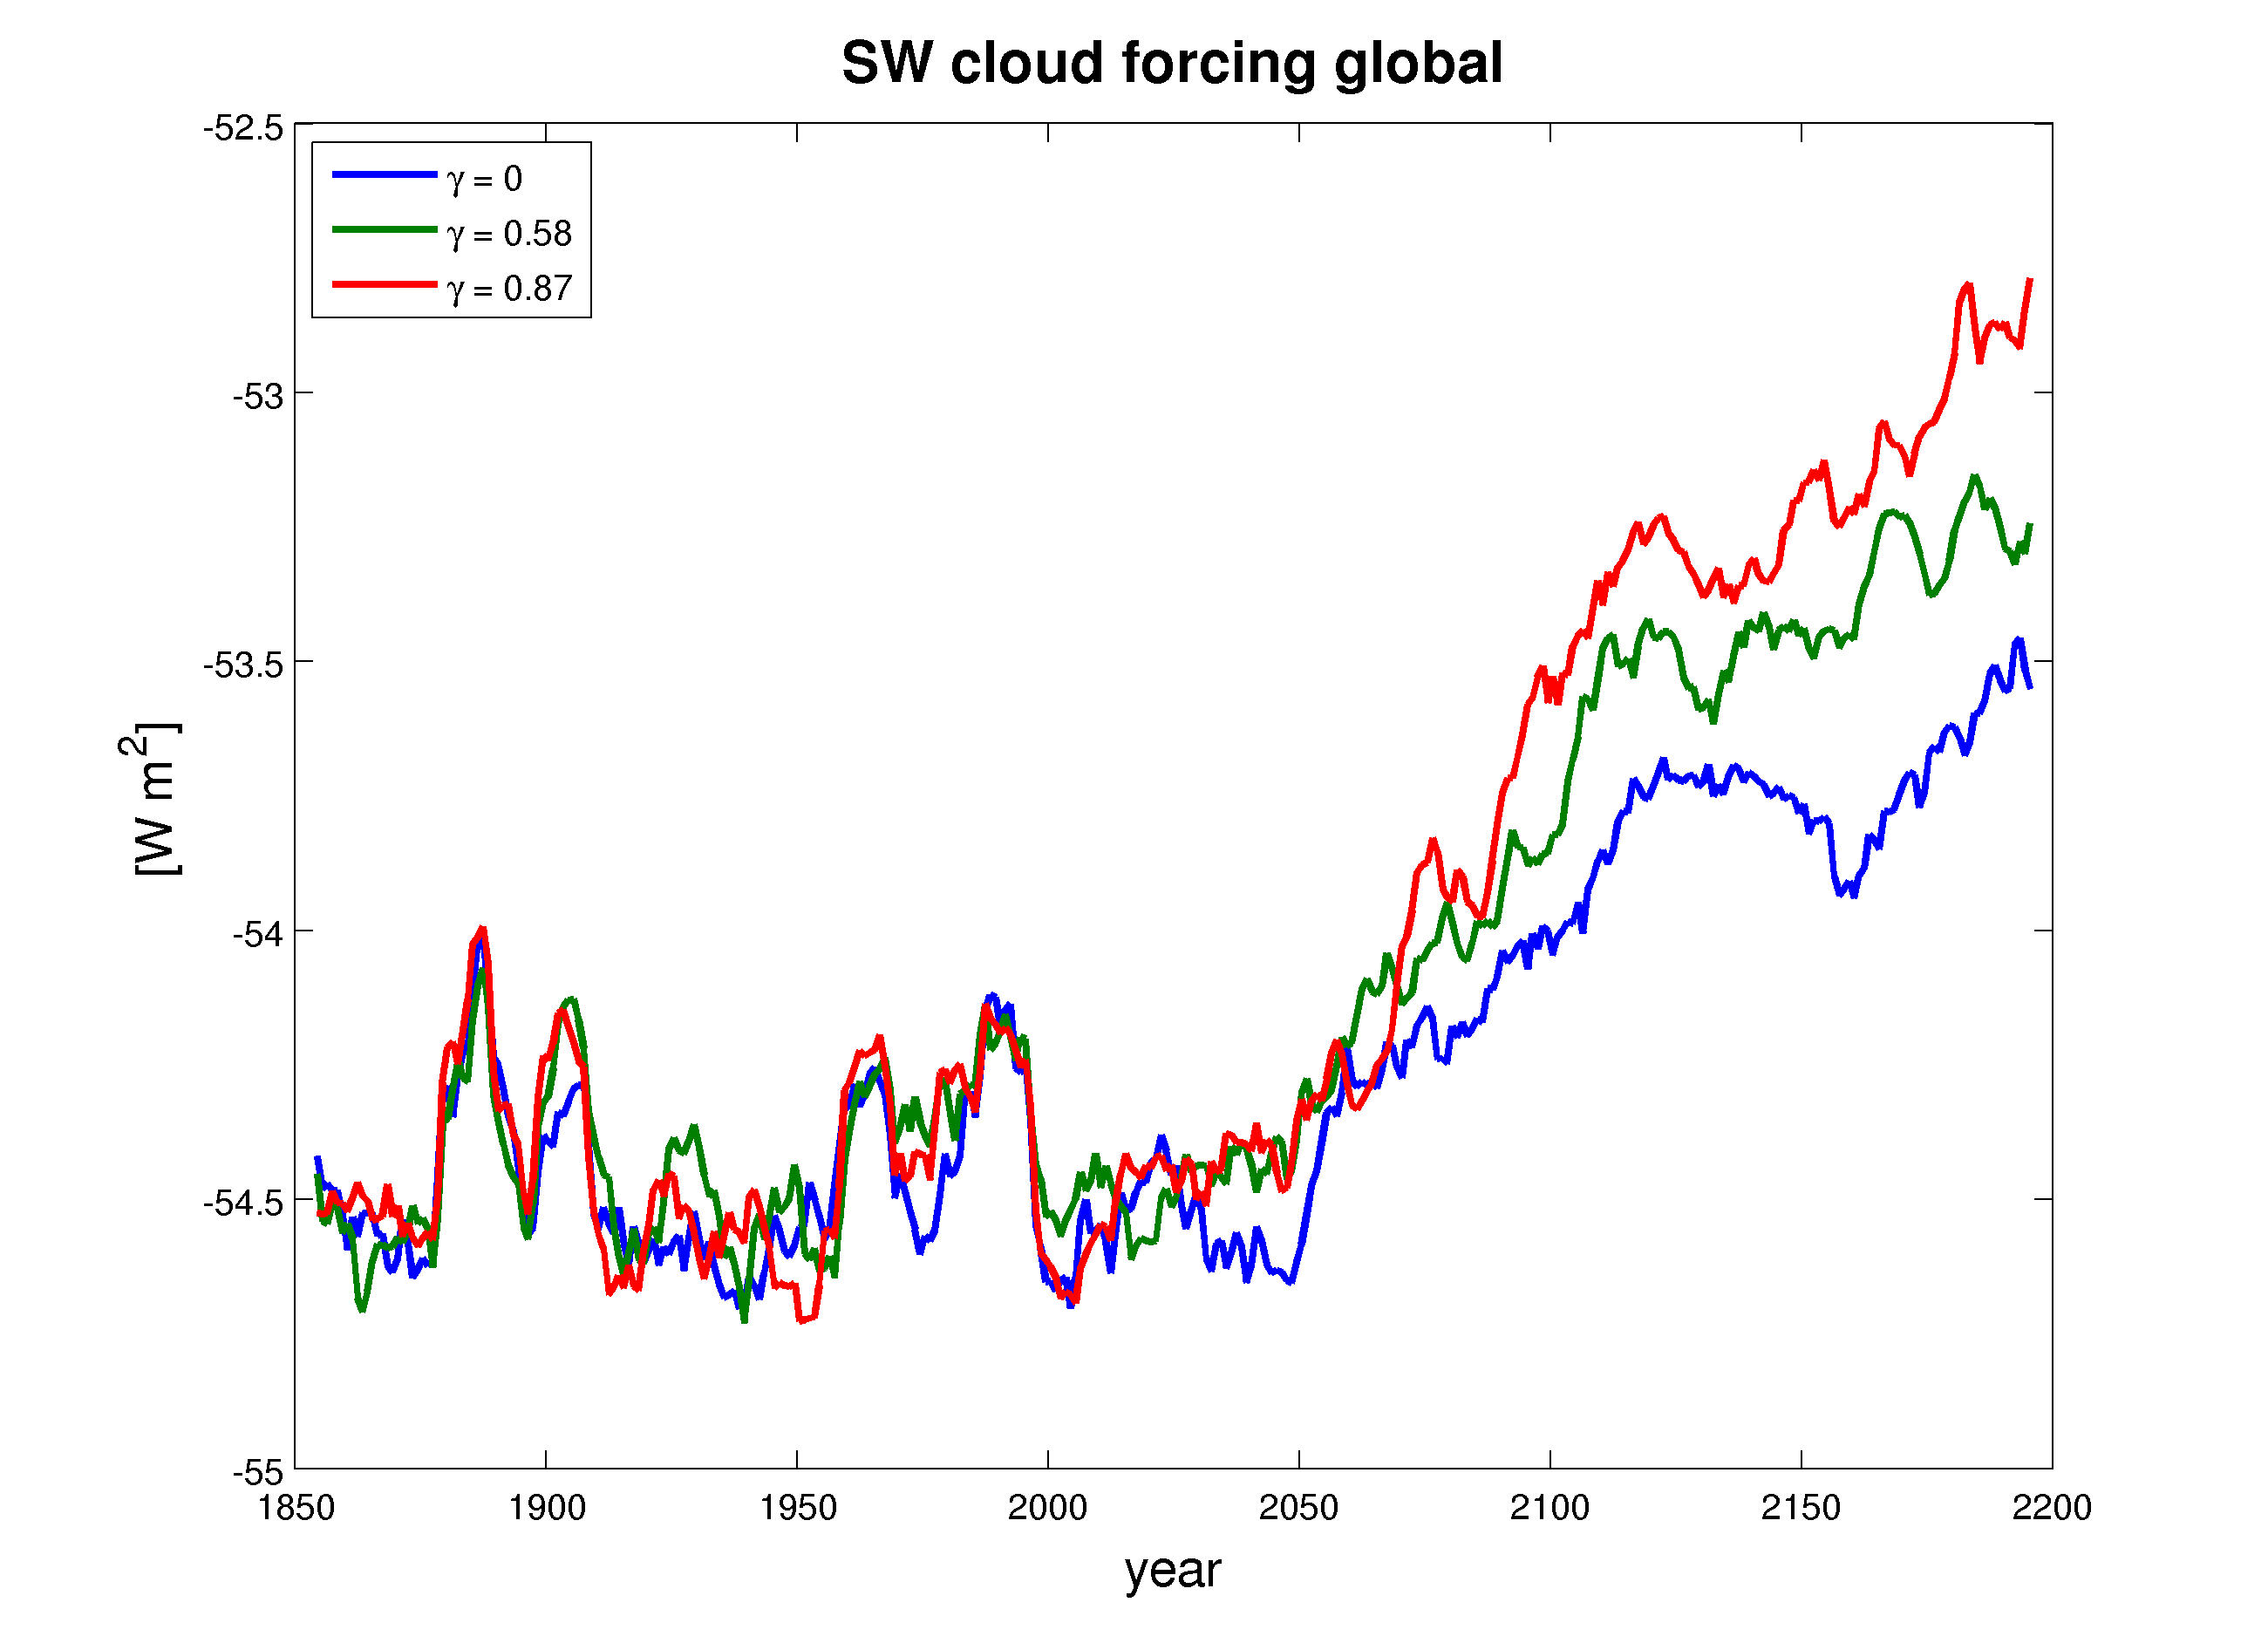 SW cloud forcing global
-52.5
-53
-53.5
-54
-54.5
-55
[W m²]
γ = 0
γ = 0.58
γ = 0.87
1850 1900 1950 2000 2050 2100 2150 2200
year